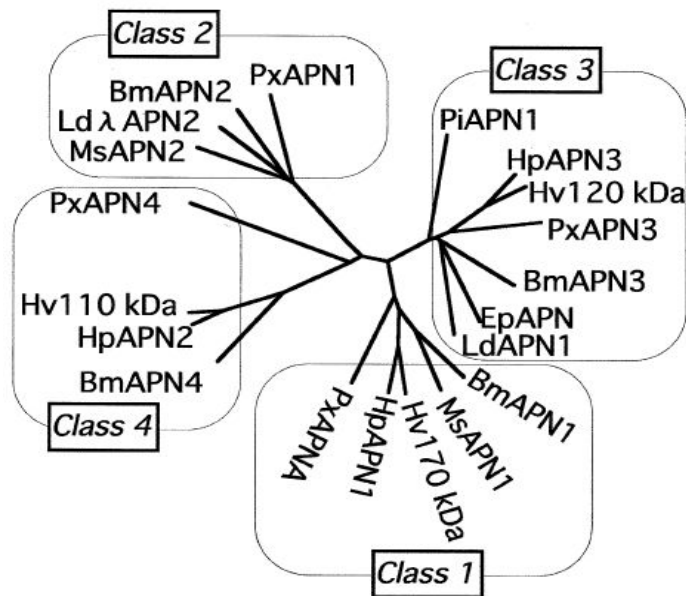 Class 2
PxAPN1
BmAPN2
Ld λ APN2
MsAPN2
Class 3
PiAPN1
HpAPN3
Hv120 kDa
PxAPN3
BmAPN3
EpAPN
LdAPN1
PxAPN4
Hv110 kDa
HpAPN2
BmAPN4
Class 4
PxAPNA
HpAPN1
Hv170 kDa
MsAPN1
BmAPN1
Class 1